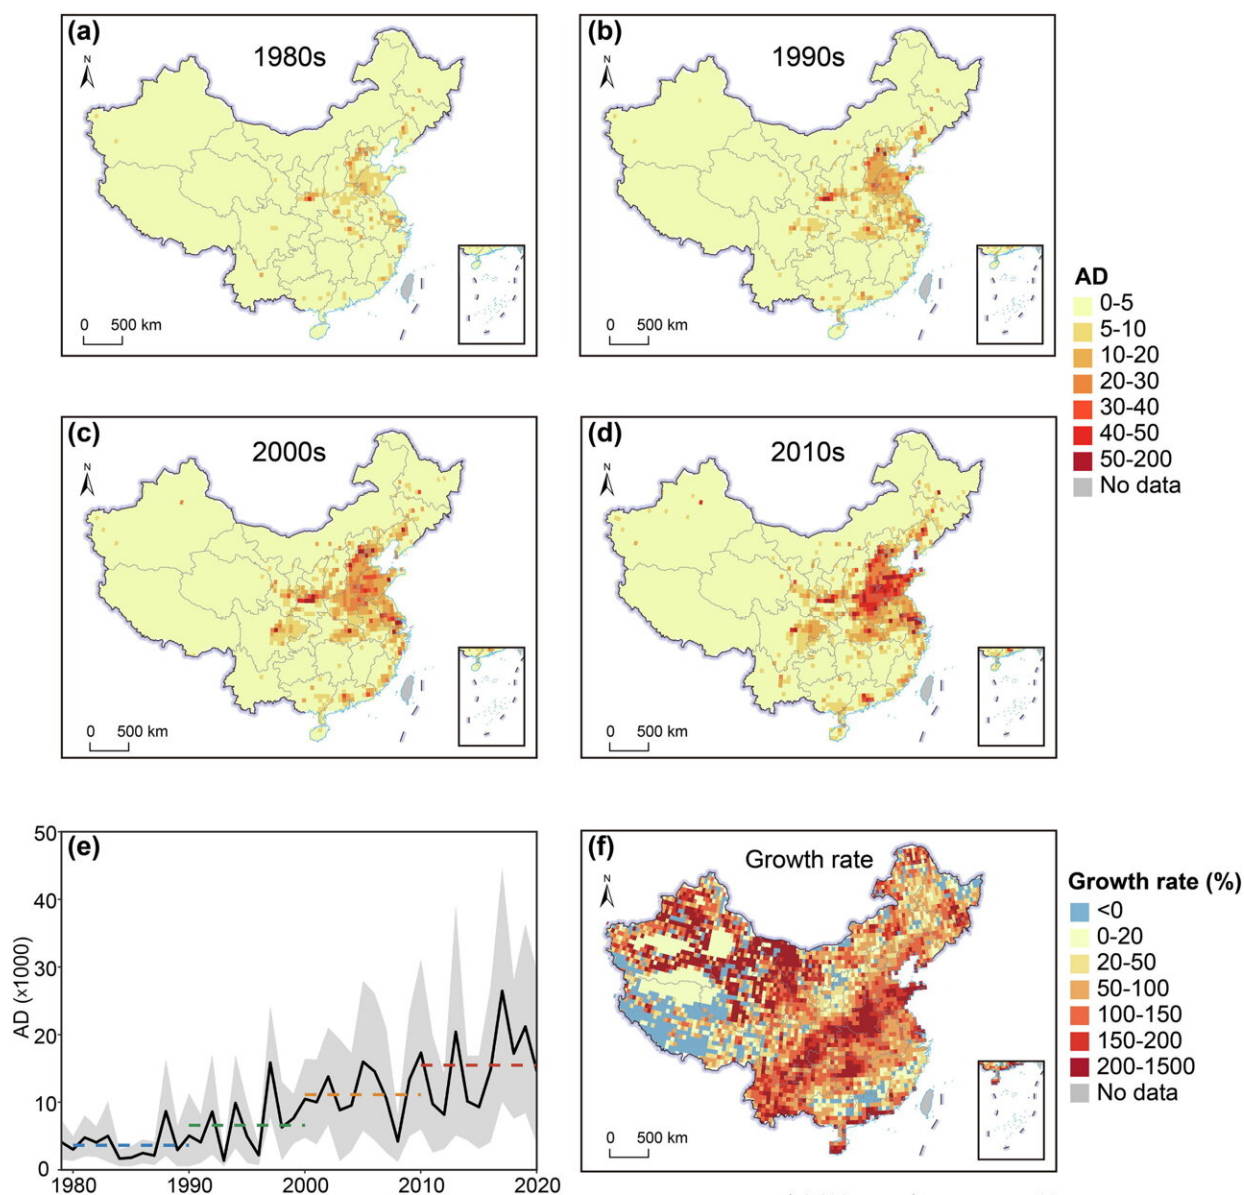 (a)
1980s
N
0 500 km
(b)
1990s
N
0 500 km
AD
0-5
5-10
10-20
20-30
30-40
40-50
50-200
No data
(c)
2000s
N
0 500 km
(d)
2010s
N
0 500 km
(e)
AD (×1000)
50
40
30
20
10
0
1980 1990 2000 2010 2020
(f)
Growth rate
N
0 500 km
Growth rate (%)
<0
0-20
20-50
50-100
100-150
150-200
200-1500
No data